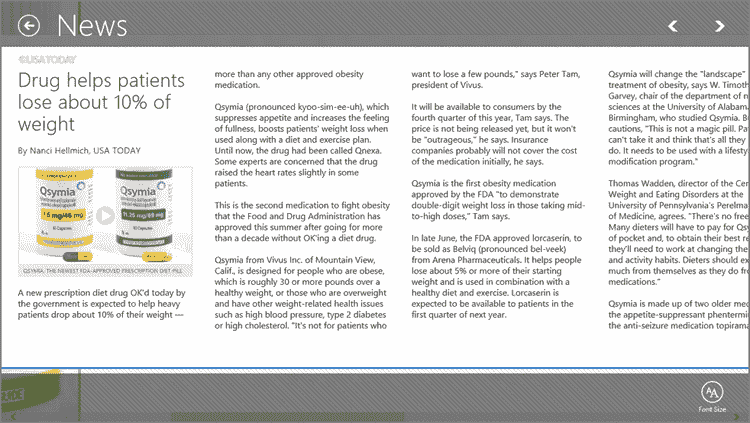 News
USA TODAY
Drug helps patients
lose about 10% of
weight
By Nanci Hellmich, USA TODAY
Qsymia
Qsymia
11.25 mg/69 mg
QSYMIA, THE NEWEST FDA-APPROVED PRESCRIPTION DIET PILL
A new prescription diet drug OK'd today by
the government is expected to help heavy
patients drop about 10% of their weight —
more than any other approved obesity
medication.
Qsymia (pronounced kyoo-sim-ee-uh), which
suppresses appetite and increases the feeling
of fullness, boosts patients' weight loss when
used along with a diet and exercise plan.
Until now, the drug had been called Qnexa.
Some experts are concerned that the drug
raised the heart rates slightly in some
patients.
This is the second medication to fight obesity
that the Food and Drug Administration has
approved this summer after going for more
than a decade without OK'ing a diet drug.
Qsymia from Vivus Inc. of Mountain View,
Calif., is designed for people who are obese,
which is roughly 30 or more pounds over a
healthy weight, or those who are overweight
and have other weight-related health issues
such as high blood pressure, type 2 diabetes
or high cholesterol. "It's not for patients who
want to lose a few pounds," says Peter Tam,
president of Vivus.
It will be available to consumers by the
fourth quarter of this year, Tam says. The
price is not being released yet, but it won't
be "outrageous," he says. Insurance
companies probably will not cover the cost
of the medication initially, he says.
Qsymia is the first obesity medication
approved by the FDA "to demonstrate
double-digit weight loss in those taking mid-
to-high doses," Tam says.
In late June, the FDA approved lorcaserin, to
be sold as Belviq (pronounced bel-veek)
from Arena Pharmaceuticals. It helps people
lose about 5% or more of their starting
weight and is used in combination with a
healthy diet and exercise. Lorcaserin is
expected to be available to patients in the
first quarter of next year.
Qsymia will change the "landscape"
treatment of obesity, says W. Timoth
Garvey, chair of the department of n
sciences at the University of Alabam
Birmingham, who studied Qsymia. B
cautions, "This is not a magic pill. Pa
can't take it and think that's all they
do. It needs to be used with a lifesty
modification program."
Thomas Wadden, director of the Cen
Weight and Eating Disorders at the
University of Pennsylvania's Perelma
of Medicine, agrees. "There's no free
Many dieters will have to pay for Qsy
of pocket and, to obtain their best re
they'll need to work at changing the
and activity habits. Dieters should ex
much from themselves as they do fr
medications."
Qsymia is made up of two older med
the appetite-suppressant phentermi
the anti-seizure medication topirama
Font Size